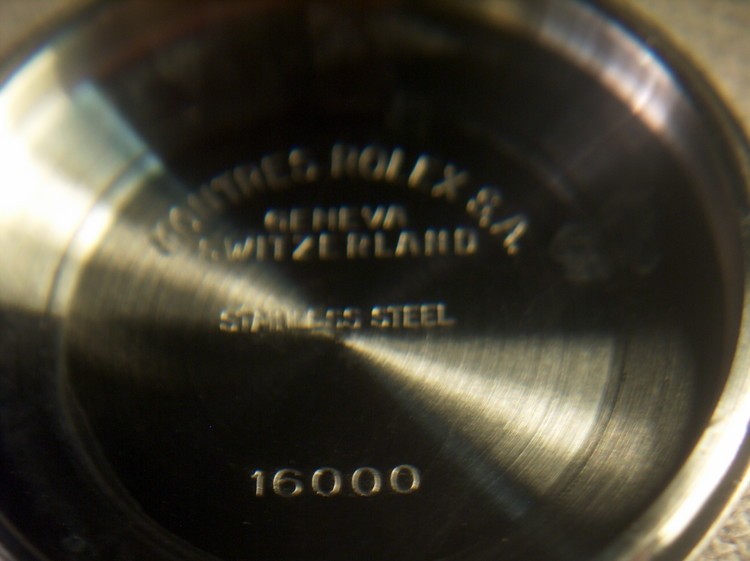 MONTRES ROLEX S.A.
GENEVA
SWITZERLAND
STAINLESS STEEL
16000